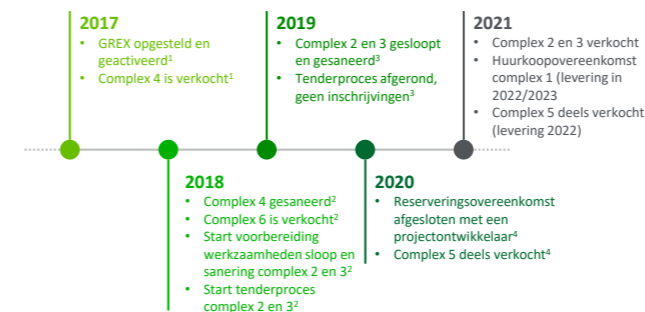 2017
• GREX opgesteld en
geactiveerd¹
• Complex 4 is verkocht¹
2019
• Complex 2 en 3 gesloopt
en gesaneerd³
• Tenderproces afgerond,
geen inschrijvingen³
2021
• Complex 2 en 3 verkocht
• Huurkoopovereenkomst
complex 1 (levering in
2022/2023
• Complex 5 deels verkocht
(levering 2022)
2018
• Complex 4 gesaneerd²
• Complex 6 is verkocht²
• Start voorbereiding
werkzaamheden sloop en
sanering complex 2 en 3²
• Start tenderproces
complex 2 en 3²
2020
• Reserveringsovereenkomst
afgesloten met een
projectontwikkelaar⁴
• Complex 5 deels verkocht⁴